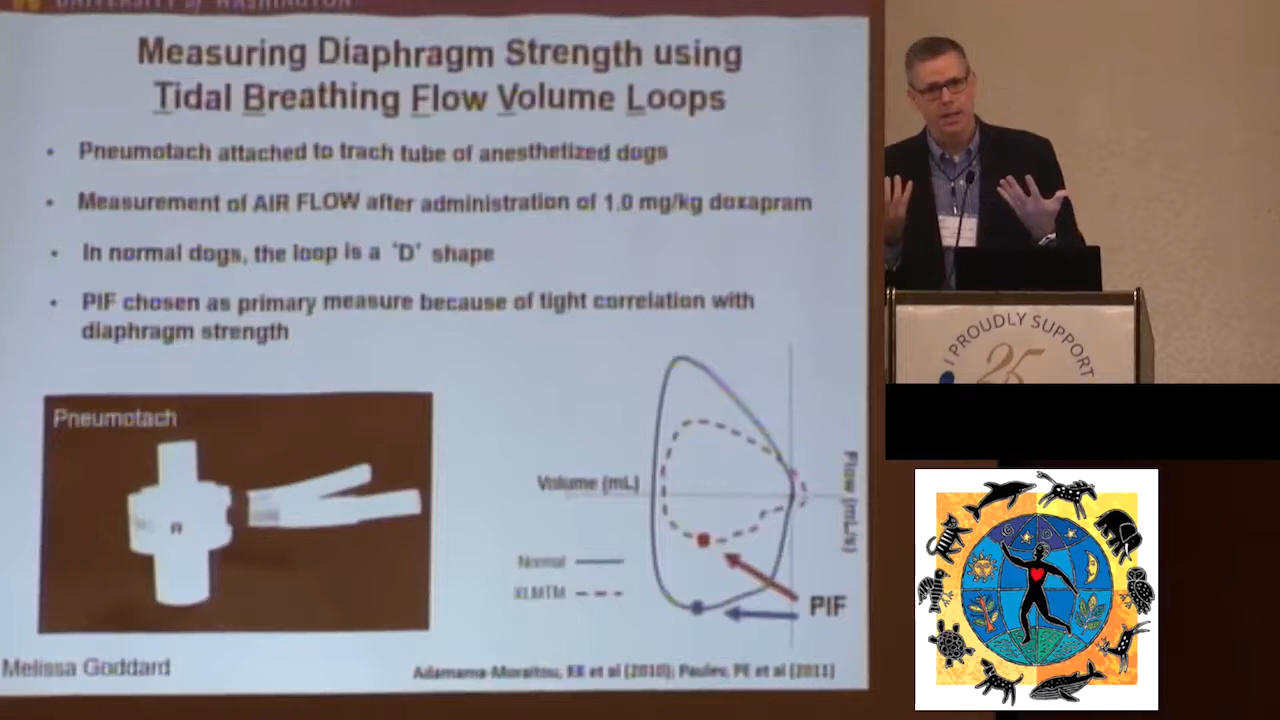 UNIVERSITY of WASHINGTON
Measuring Diaphragm Strength using
Tidal Breathing Flow Volume Loops
• Pneumotach attached to trach tube of anesthetized dogs
• Measurement of AIR FLOW after administration of 1.0 mg/kg doxapram
• In normal dogs, the loop is a 'D' shape
• PIF chosen as primary measure because of tight correlation with
diaphragm strength
Pneumotach
Volume (mL)
Flow (mL/s)
Normal
XLMTM
PIF
Melissa Goddard
Adamama-Moraitou, KK et al (2010); Paulev, PE et al (2011)
I PROUDLY SUPPORT
25